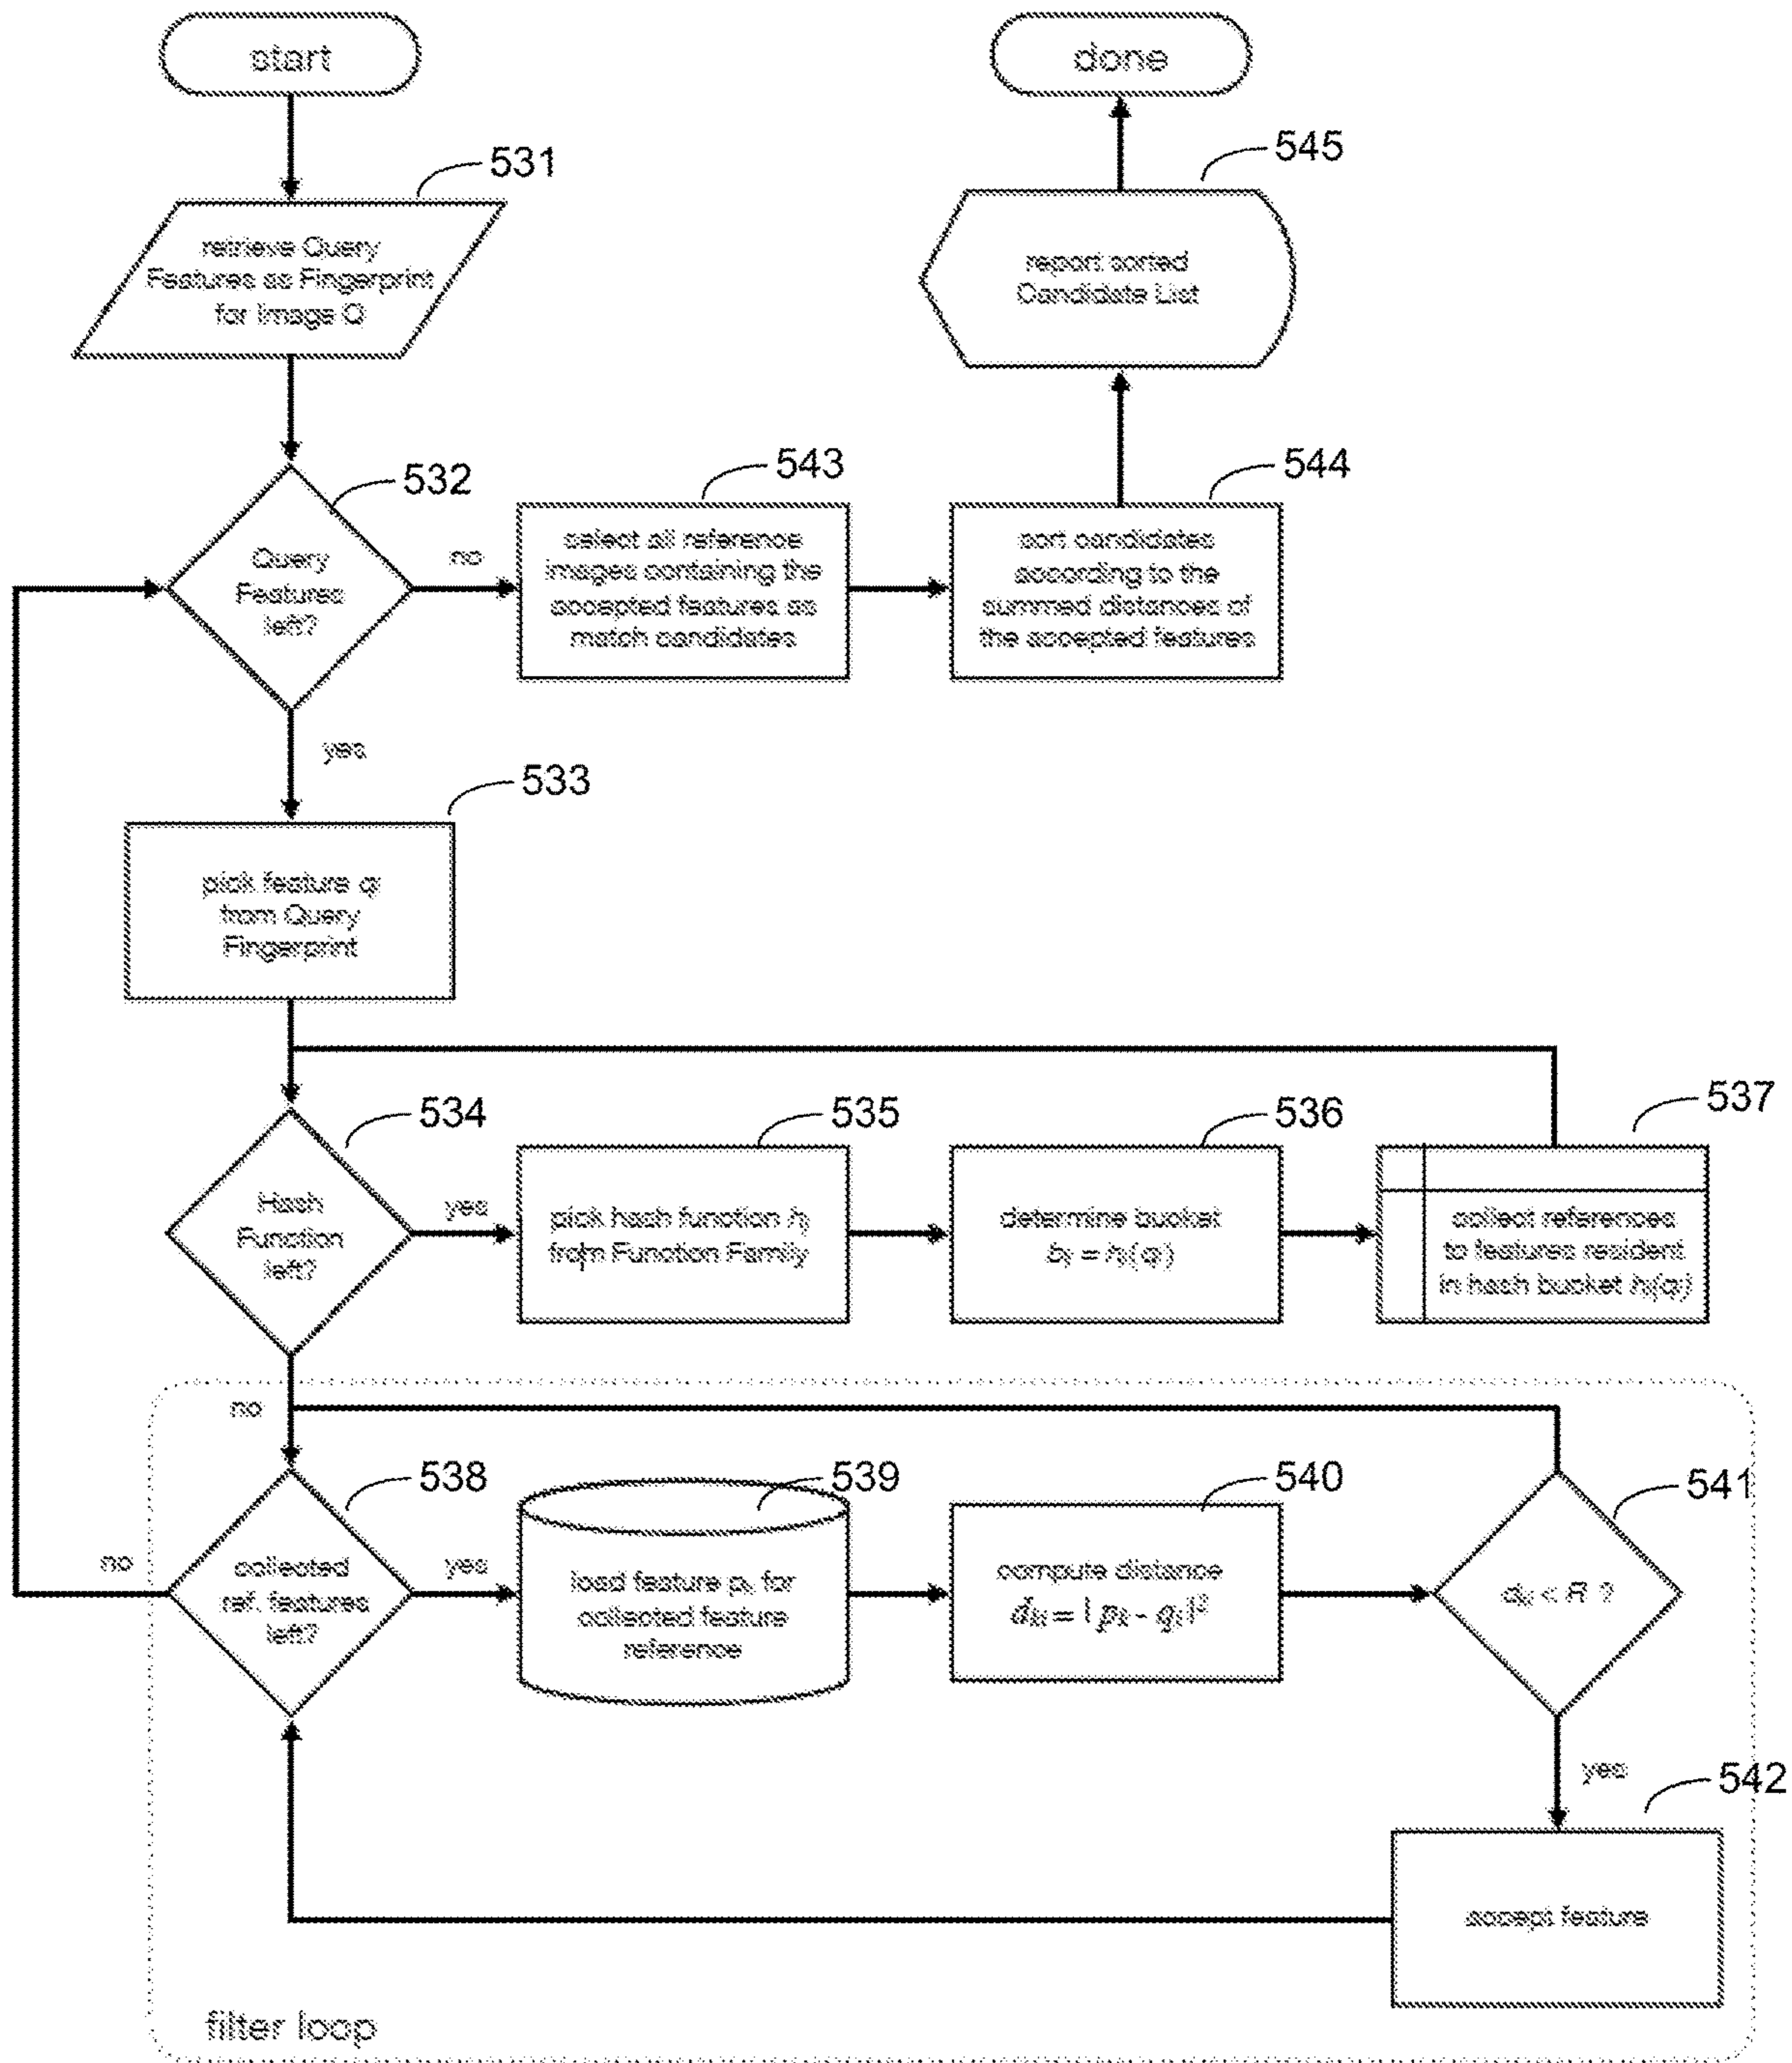 start
done
531
545
retrieve Query
Features as Fingerprint
for Image Q
report sorted
Candidate List
532
543
544
Query
Features
left?
no
select all reference
images containing the
accepted features as
match candidates
sort candidates
according to the
summed distances of
the accepted features
yes
533
pick feature qi
from Query
Fingerprint
534
535
536
537
Hash
Function
left?
yes
pick hash function hj
from Function Family
determine bucket
bj = hj(qi)
collect references
to features resident
in hash bucket hj(qi)
no
538
539
540
541
no
collected
ref. features
left?
yes
load feature pk for
collected feature
reference
compute distance
dki = | pk - qi |²
dki < R ?
yes
542
accept feature
filter loop